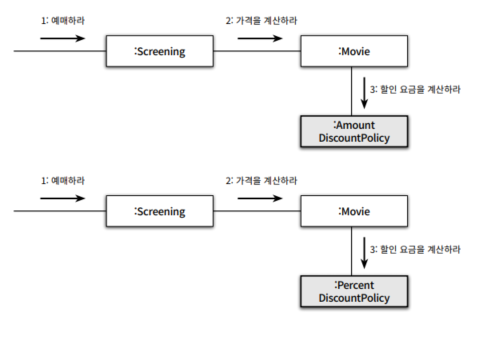 1: 예매하라
2: 가격을 계산하라
:Screening
:Movie
3: 할인 요금을 계산하라
:Amount
DiscountPolicy
1: 예매하라
2: 가격을 계산하라
:Screening
:Movie
3: 할인 요금을 계산하라
:Percent
DiscountPolicy